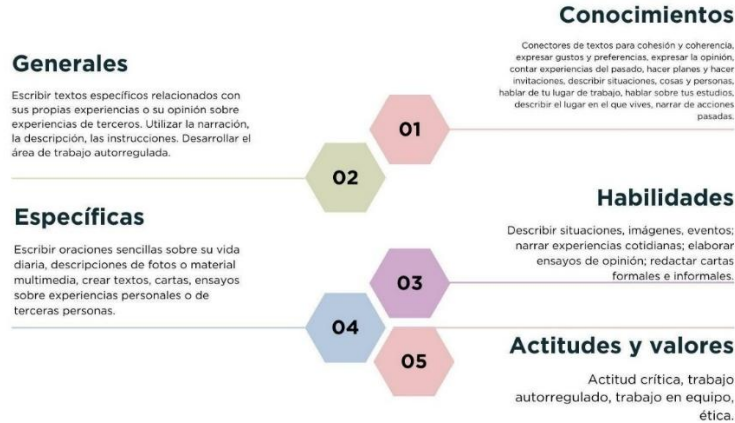 Conocimientos
Conectores de textos para cohesión y coherencia,
expresar gustos y preferencias, expresar la opinión,
contar experiencias del pasado, hacer planes y hacer
invitaciones, describir situaciones, cosas y personas,
hablar de tu lugar de trabajo, hablar sobre tus estudios,
describir el lugar en el que vives, narrar de acciones
pasadas.
01
Generales
Escribir textos específicos relacionados con
sus propias experiencias o su opinión sobre
experiencias de terceros. Utilizar la narración,
la descripción, las instrucciones. Desarrollar el
área de trabajo autorregulada.
02
Habilidades
Describir situaciones, imágenes, eventos;
narrar experiencias cotidianas; elaborar
ensayos de opinión; redactar cartas
formales e informales.
03
Específicas
Escribir oraciones sencillas sobre su vida
diaria, descripciones de fotos o material
multimedia, crear textos, cartas, ensayos
sobre experiencias personales o de
terceras personas.
04
05
Actitudes y valores
Actitud crítica, trabajo
autorregulado, trabajo en equipo,
ética.